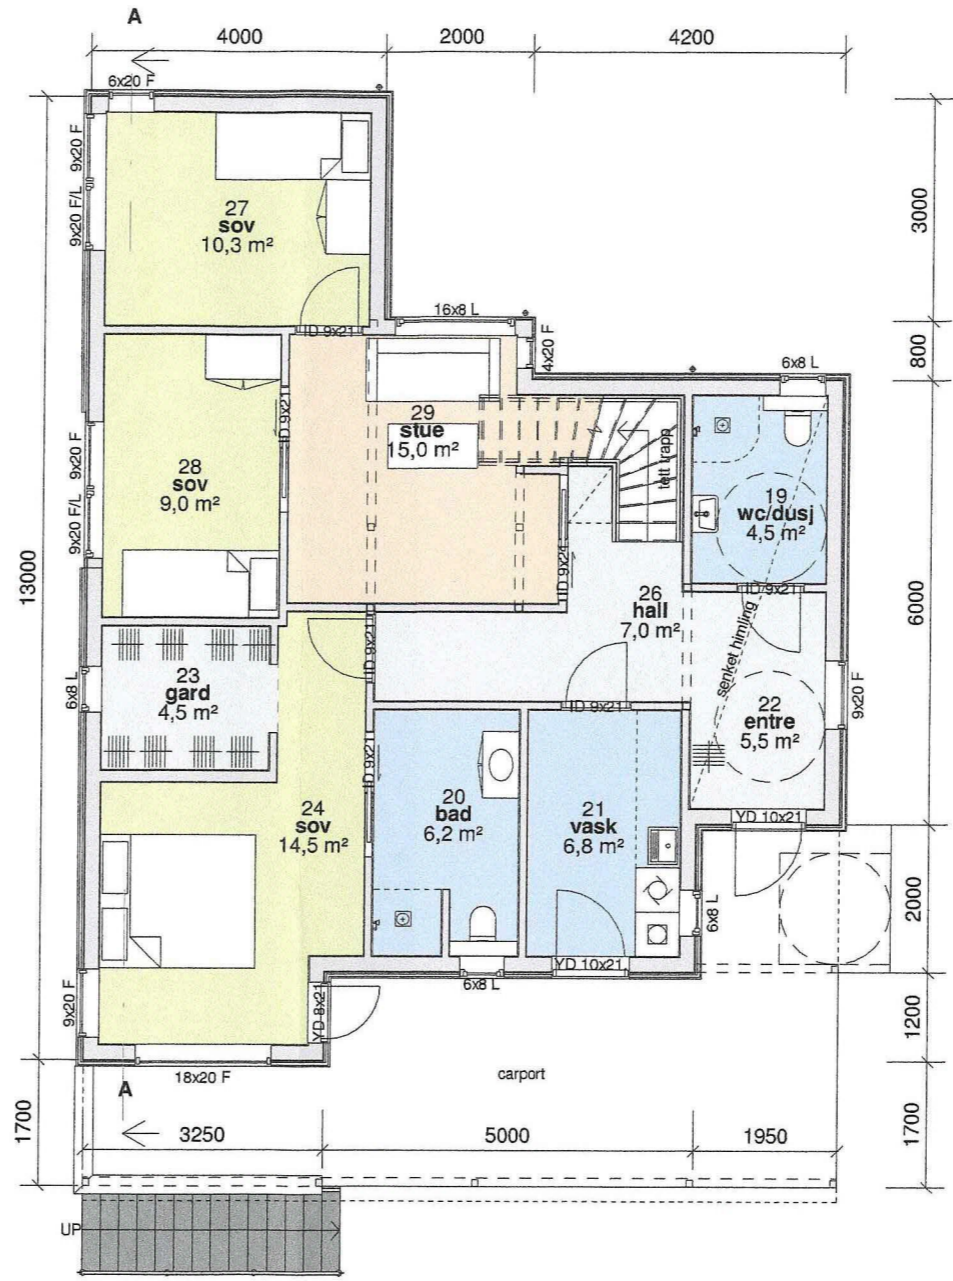 A
4000
2000
4200
6x20 F
9x20 F
9x20 F/L
27
sov
10,3 m²
3000
ID 9x21
16x8 L
4x20 F
800
6x8 L
28
sov
9,0 m²
ID 9x21
29
stue
15,0 m²
tett trapp
19
wc/dusj
4,5 m²
9x20 F
9x20 F/L
13000
ID 9x24
26
hall
7,0 m²
ID 9x21
senket himling
6000
23
gard
4,5 m²
6x8 L
ID 9x21
ID 9x21
22
entre
5,5 m²
9x20 F
ID 9x21
24
sov
14,5 m²
20
bad
6,2 m²
21
vask
6,8 m²
YD 10x21
6x8 L
2000
9x20 F
YD 8x21
6x8 L
YD 10x21
1200
18x20 F
carport
A
1700
3250
5000
1950
1700
UP